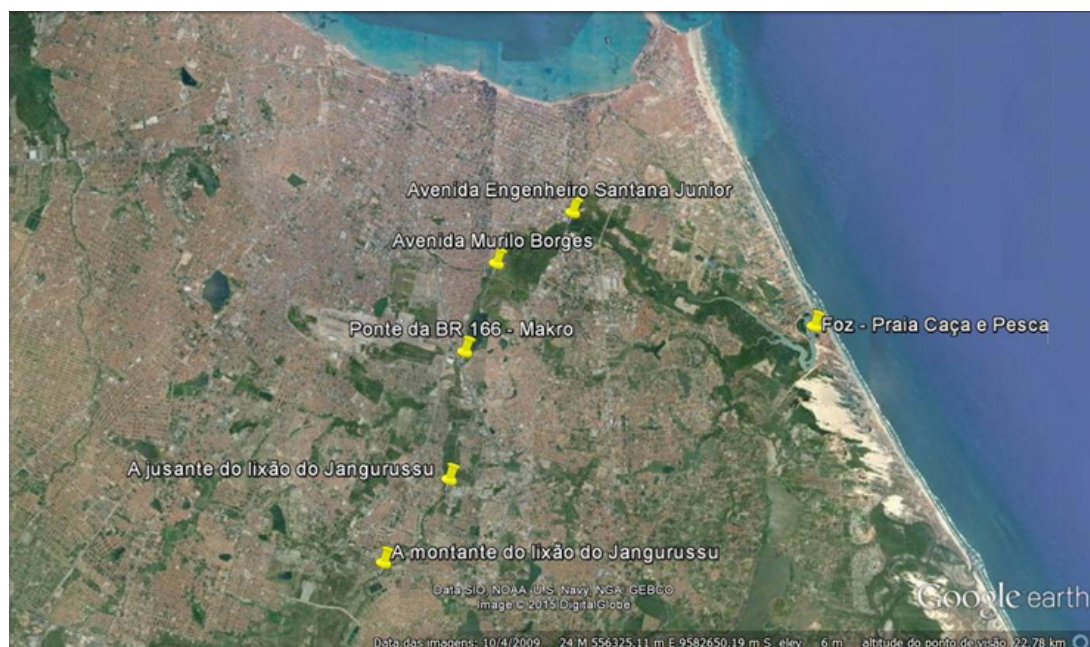 Avenida Engenheiro Santana Junior
Avenida Murilo Borges
Foz - Praia Caça e Pesca
Ponte da BR 166 - Makro
A jusante do lixão do Jangurussu
A montante do lixão do Jangurussu
Data SIO, NOAA, U.S. Navy, NGA, GEBCO
Image © 2015 DigitalGlobe
Google earth
Data das imagens: 10/4/2009 24 M 556325.11 m E 9582650.19 m S elev 6 m altitude do ponto de visão 22.78 km